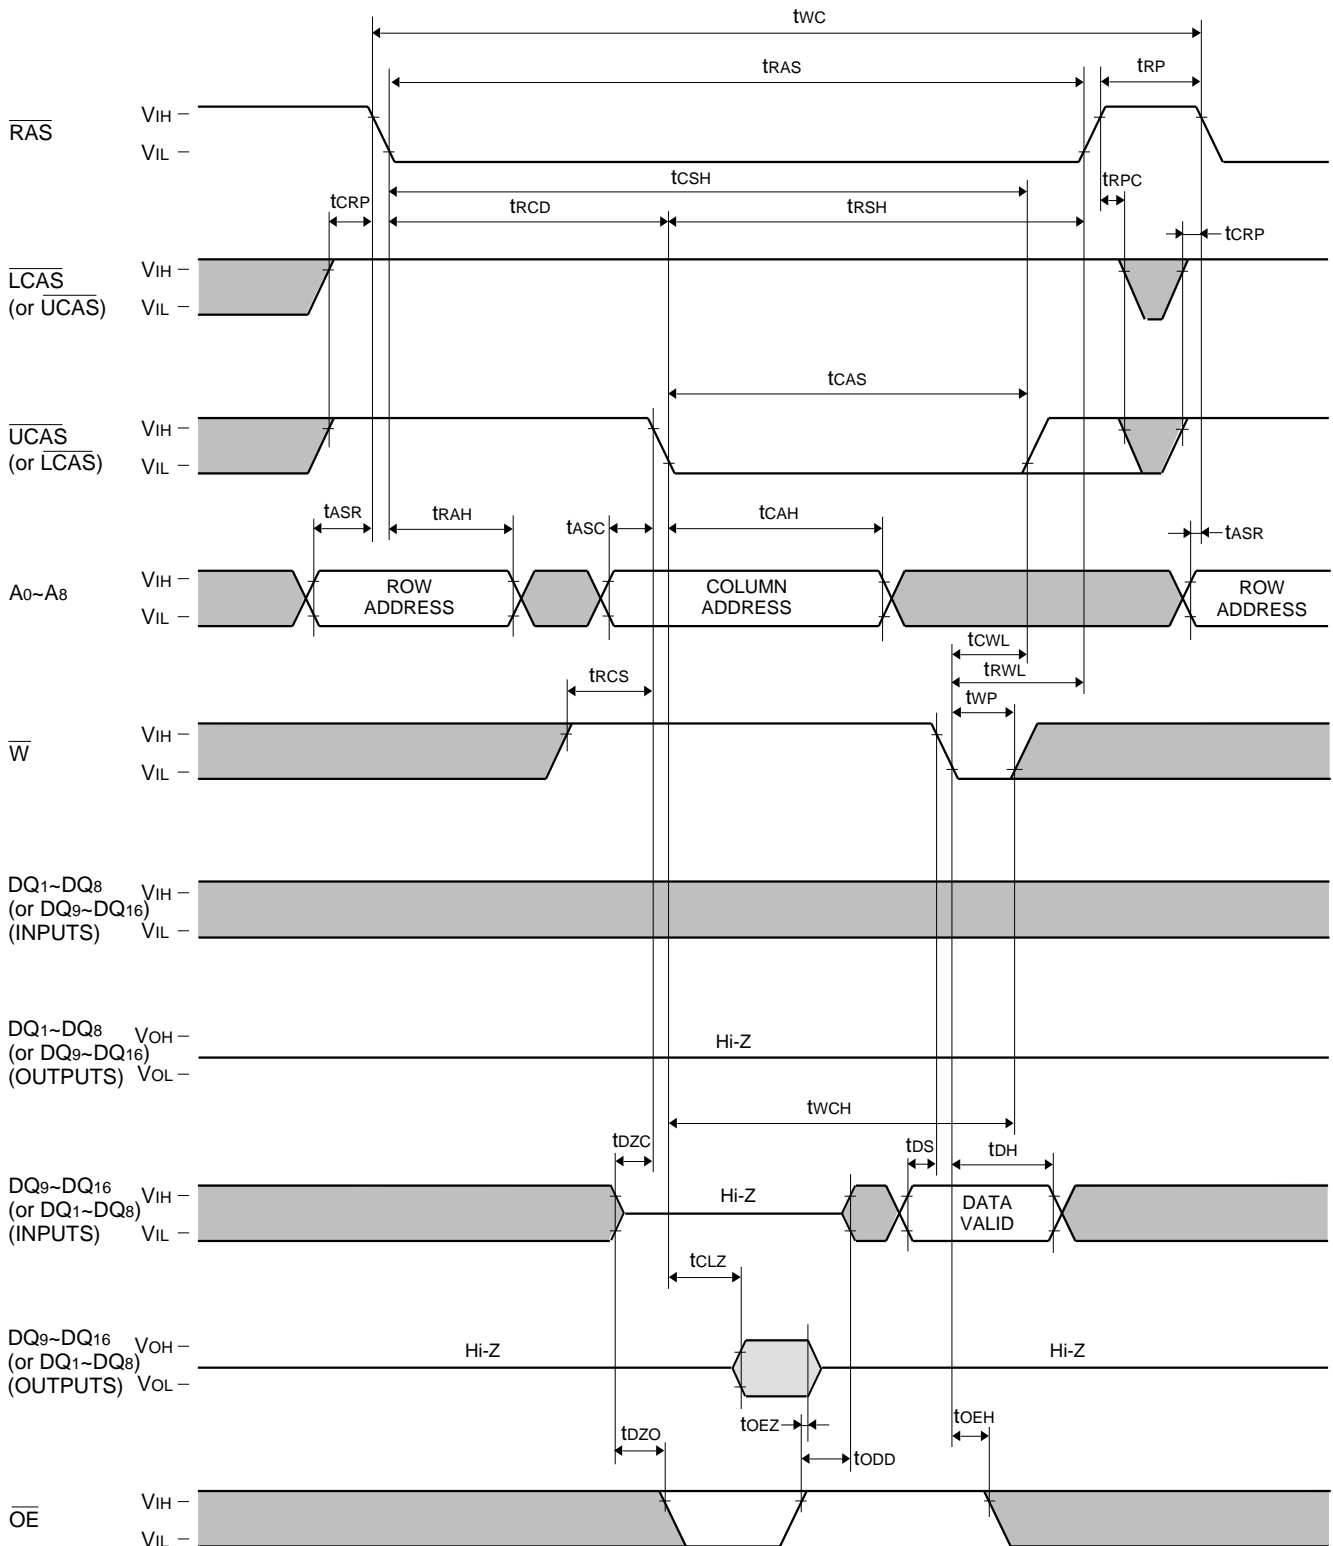 tWC
tRAS
tRP
RAS
VIH
VIL
tCSH
tCRP
tRCD
tRSH
tRPC
tCRP
LCAS
(or UCAS)
VIH
VIL
tCAS
UCAS
(or LCAS)
VIH
VIL
tASR
tRAH
tASC
tCAH
tASR
A0~A8
VIH
VIL
ROW
ADDRESS
COLUMN
ADDRESS
ROW
ADDRESS
tCWL
tRCS
tRWL
tWP
W
VIH
VIL
DQ1~DQ8
(or DQ9~DQ16)
(INPUTS)
VIH
VIL
DQ1~DQ8
(or DQ9~DQ16)
(OUTPUTS)
VOH
VOL
Hi-Z
tWCH
tDZC
tDS
tDH
DQ9~DQ16
(or DQ1~DQ8)
(INPUTS)
VIH
VIL
Hi-Z
DATA
VALID
tCLZ
DQ9~DQ16
(or DQ1~DQ8)
(OUTPUTS)
VOH
VOL
Hi-Z
Hi-Z
tOEZ
tOEH
tDZO
tODD
OE
VIH
VIL